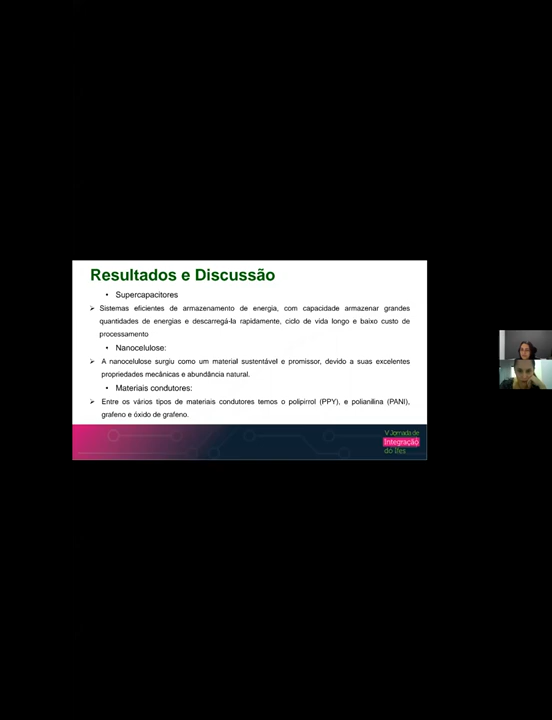 Resultados e Discussão
• Supercapacitores
➢ Sistemas eficientes de armazenamento de energia, com capacidade armazenar grandes
quantidades de energias e descarregá-la rapidamente, ciclo de vida longo e baixo custo de
processamento
• Nanocelulose:
➢ A nanocelulose surgiu como um material sustentável e promissor, devido a suas excelentes
propriedades mecânicas e abundância natural.
• Materiais condutores:
➢ Entre os vários tipos de materiais condutores temos o polipirrol (PPY), e polianilina (PANI),
grafeno e óxido de grafeno.
V Jornada de
Integração
do Ifes